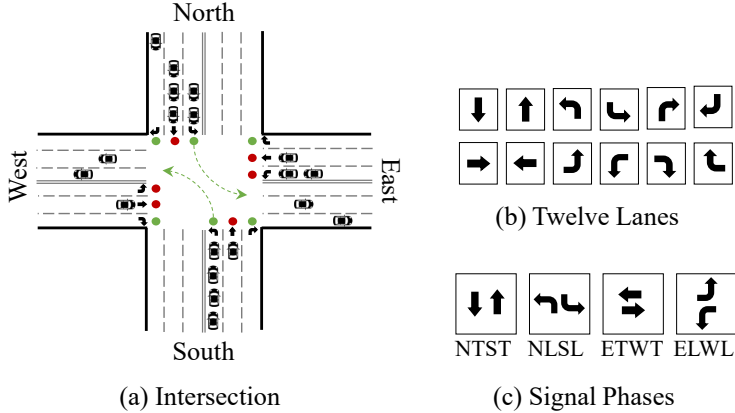 North
West
East
South
(a) Intersection
(b) Twelve Lanes
NTST NLSL ETWT ELWL
(c) Signal Phases